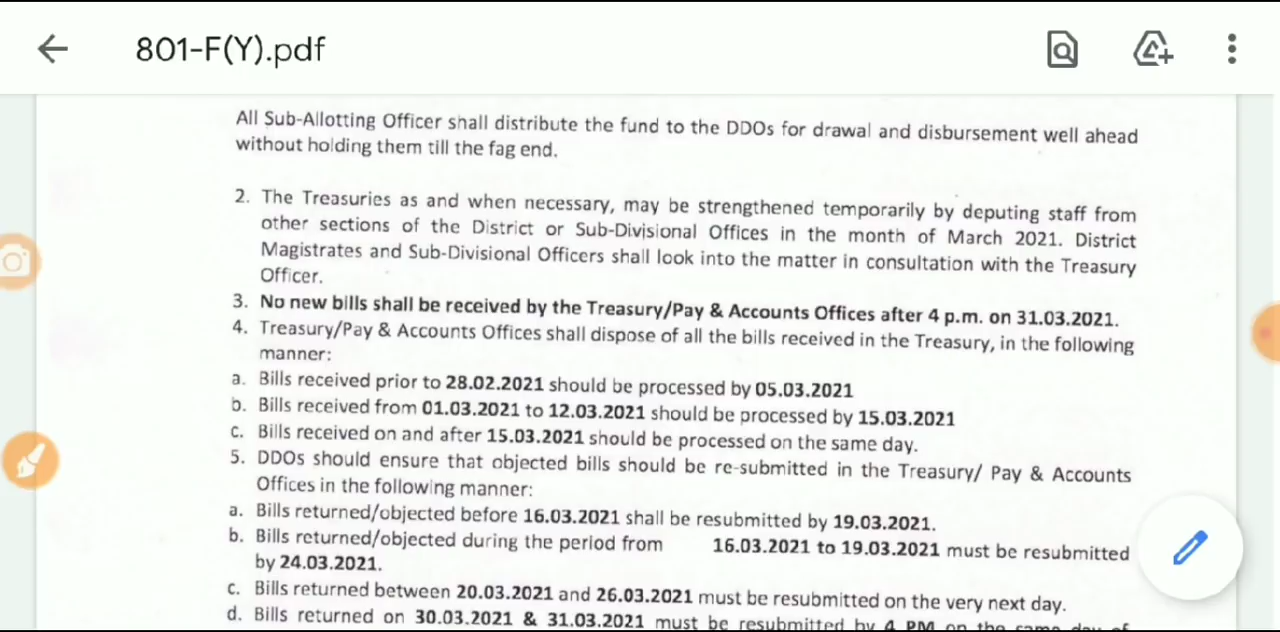 801-F(Y).pdf
All Sub-Allotting Officer shall distribute the fund to the DDOs for drawal and disbursement well ahead
without holding them till the fag end.
2. The Treasuries as and when necessary, may be strengthened temporarily by deputing staff from
other sections of the District or Sub-Divisional Offices in the month of March 2021. District
Magistrates and Sub-Divisional Officers shall look into the matter in consultation with the Treasury
Officer.
3. No new bills shall be received by the Treasury/Pay & Accounts Offices after 4 p.m. on 31.03.2021.
4. Treasury/Pay & Accounts Offices shall dispose of all the bills received in the Treasury, in the following
manner:
a. Bills received prior to 28.02.2021 should be processed by 05.03.2021
b. Bills received from 01.03.2021 to 12.03.2021 should be processed by 15.03.2021
c. Bills received on and after 15.03.2021 should be processed on the same day.
5. DDOs should ensure that objected bills should be re-submitted in the Treasury/ Pay & Accounts
Offices in the following manner:
a. Bills returned/objected before 16.03.2021 shall be resubmitted by 19.03.2021.
b. Bills returned/objected during the period from 16.03.2021 to 19.03.2021 must be resubmitted
by 24.03.2021.
c. Bills returned between 20.03.2021 and 26.03.2021 must be resubmitted on the very next day.
d. Bills returned on 30.03.2021 & 31.03.2021 must be resubmitted by 4 PM on the same day of